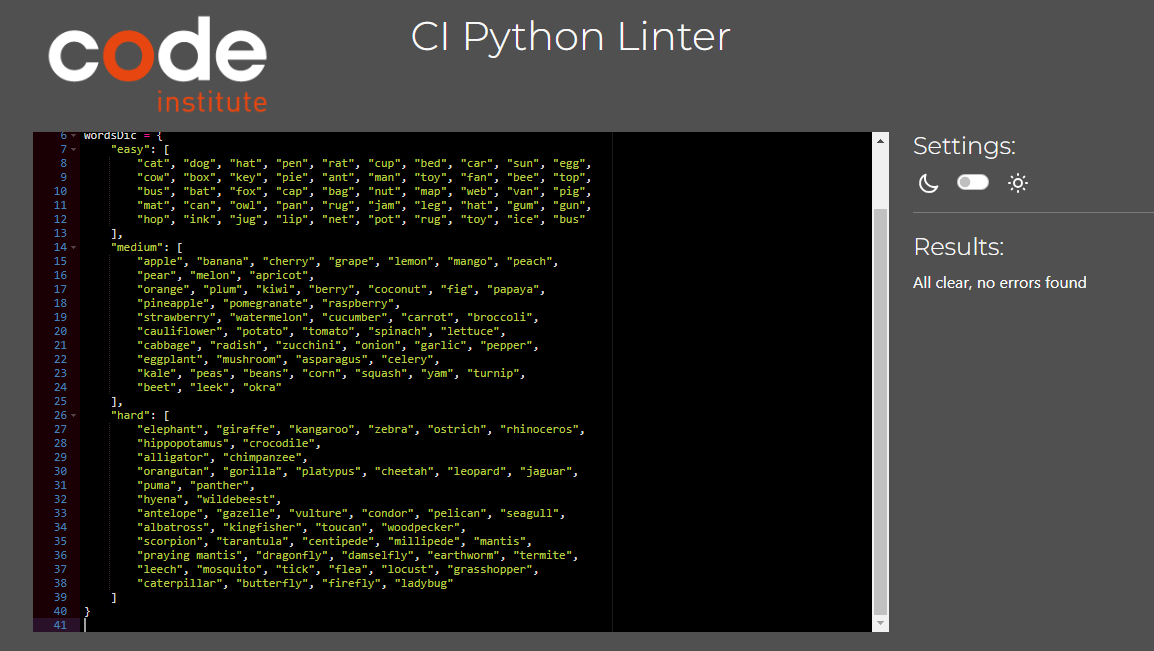 code
institute
CI Python Linter
6 wordsDic = {
7 "easy": [
8 "cat", "dog", "hat", "pen", "rat", "cup", "bed", "car", "sun", "egg",
9 "cow", "box", "key", "pie", "ant", "man", "toy", "fan", "bee", "top",
10 "bus", "bat", "fox", "cap", "bag", "nut", "map", "web", "van", "pig",
11 "mat", "can", "owl", "pan", "rug", "jam", "leg", "hat", "gum", "gun",
12 "hop", "ink", "jug", "lip", "net", "pot", "rug", "toy", "ice", "bus"
13 ],
14 "medium": [
15 "apple", "banana", "cherry", "grape", "lemon", "mango", "peach",
16 "pear", "melon", "apricot",
17 "orange", "plum", "kiwi", "berry", "coconut", "fig", "papaya",
18 "pineapple", "pomegranate", "raspberry",
19 "strawberry", "watermelon", "cucumber", "carrot", "broccoli",
20 "cauliflower", "potato", "tomato", "spinach", "lettuce",
21 "cabbage", "radish", "zucchini", "onion", "garlic", "pepper",
22 "eggplant", "mushroom", "asparagus", "celery",
23 "kale", "peas", "beans", "corn", "squash", "yam", "turnip",
24 "beet", "leek", "okra"
25 ],
26 "hard": [
27 "elephant", "giraffe", "kangaroo", "zebra", "ostrich", "rhinoceros",
28 "hippopotamus", "crocodile",
29 "alligator", "chimpanzee",
30 "orangutan", "gorilla", "platypus", "cheetah", "leopard", "jaguar",
31 "puma", "panther",
32 "hyena", "wildebeest",
33 "antelope", "gazelle", "vulture", "condor", "pelican", "seagull",
34 "albatross", "kingfisher", "toucan", "woodpecker",
35 "scorpion", "tarantula", "centipede", "millipede", "mantis",
36 "praying mantis", "dragonfly", "damselfly", "earthworm", "termite",
37 "leech", "mosquito", "tick", "flea", "locust", "grasshopper",
38 "caterpillar", "butterfly", "firefly", "ladybug"
39 ]
40 }
41
Settings:
Results:
All clear, no errors found